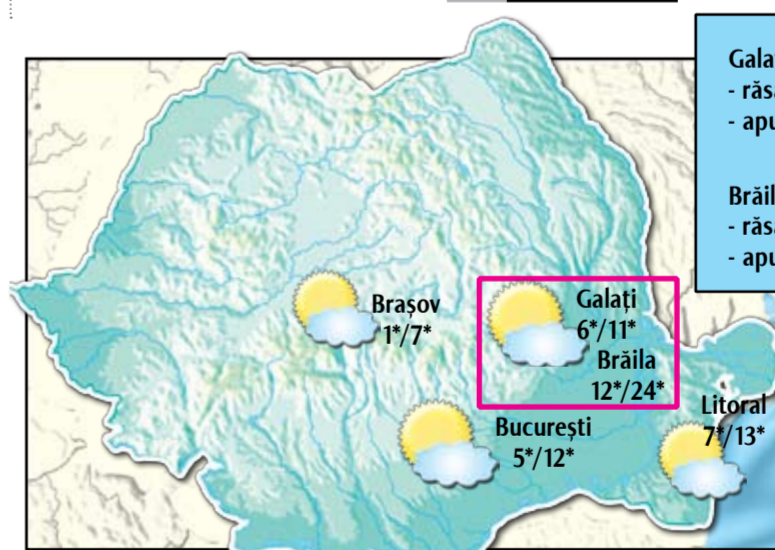 Brașov
1*/7*
Galați
6*/11*
Brăila
12*/24*
București
5*/12*
Litoral
7*/13*